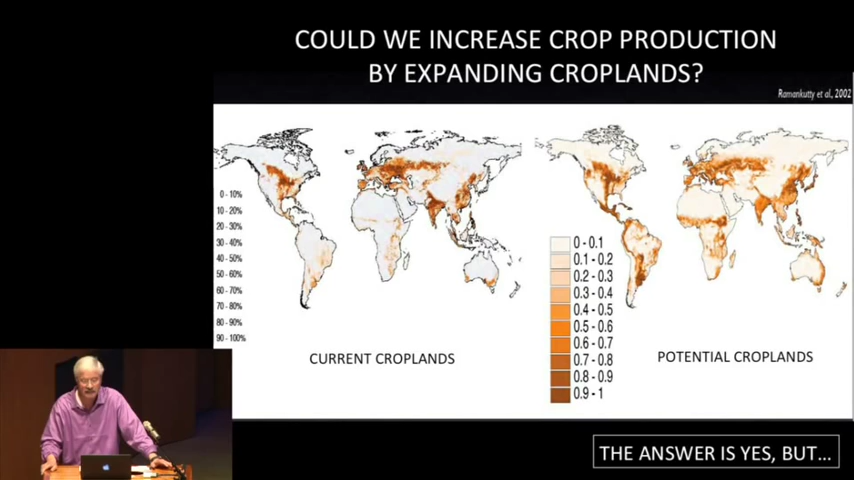 COULD WE INCREASE CROP PRODUCTION
BY EXPANDING CROPLANDS?
Ramankutty et al, 2002
0 - 10%
10 - 20%
20 - 30%
30 - 40%
40 - 50%
50 - 60%
60 - 70%
70 - 80%
80 - 90%
90 - 100%
0 - 0.1
0.1 - 0.2
0.2 - 0.3
0.3 - 0.4
0.4 - 0.5
0.5 - 0.6
0.6 - 0.7
0.7 - 0.8
0.8 - 0.9
0.9 - 1
CURRENT CROPLANDS
POTENTIAL CROPLANDS
THE ANSWER IS YES, BUT...